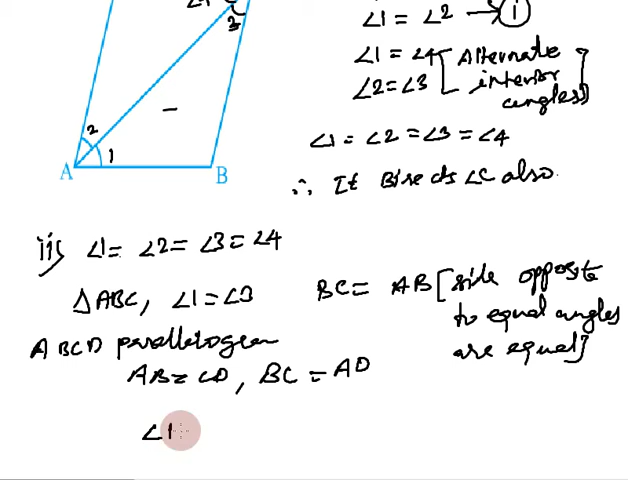 ∠1 = ∠2 → ①
∠1 = ∠4 [Alternate
∠2 = ∠3 interior
angles]
∠1 = ∠2 = ∠3 = ∠4
∴ It Bisects ∠C also.
3
2
1
A
B
ii) ∠1 = ∠2 = ∠3 = ∠4
△ABC, ∠1 = ∠3
BC = AB [side opposite
to equal angles
are equal]
ABCD parallelogram
AB = CD, BC = AD
∠1